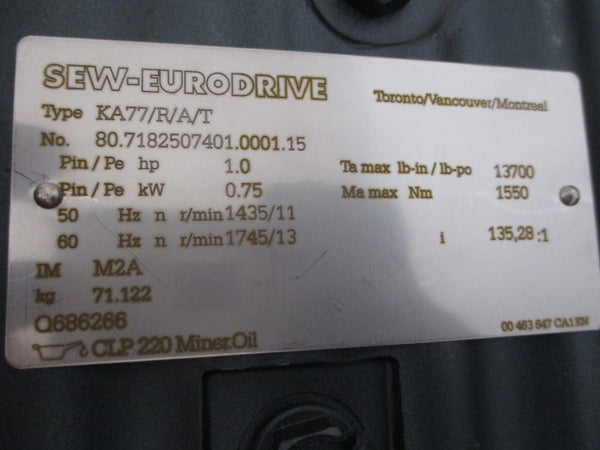 SEW-EURODRIVE
Toronto/Vancouver/Montreal
Type KA77/R/A/T
No. 80.7182507401.0001.15
Pin/Pe hp 1.0 Ta max lb-in / lb-po 13700
Pin/Pe kW 0.75 Ma max Nm 1550
50 Hz n r/min 1435/11
60 Hz n r/min 1745/13 i 135,28 :1
IM M2A
kg 71.122
Q686266
CLP 220 Miner.Oil
00 463 847 CA1EN